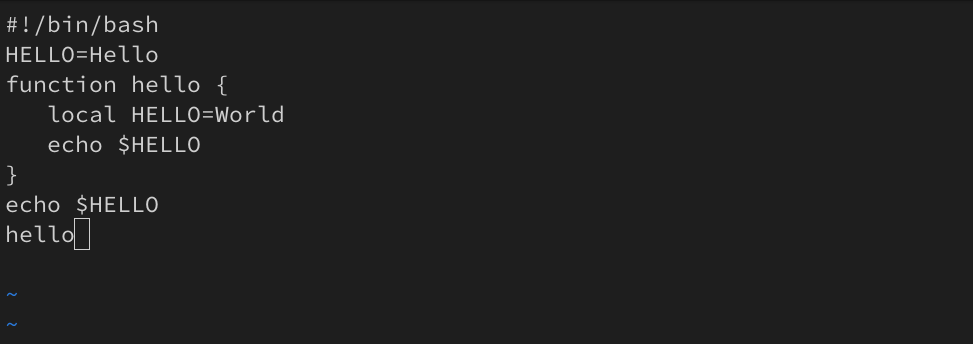 #!/bin/bash
HELLO=Hello
function hello {
   local HELLO=World
   echo $HELLO
}
echo $HELLO
hello
~
~